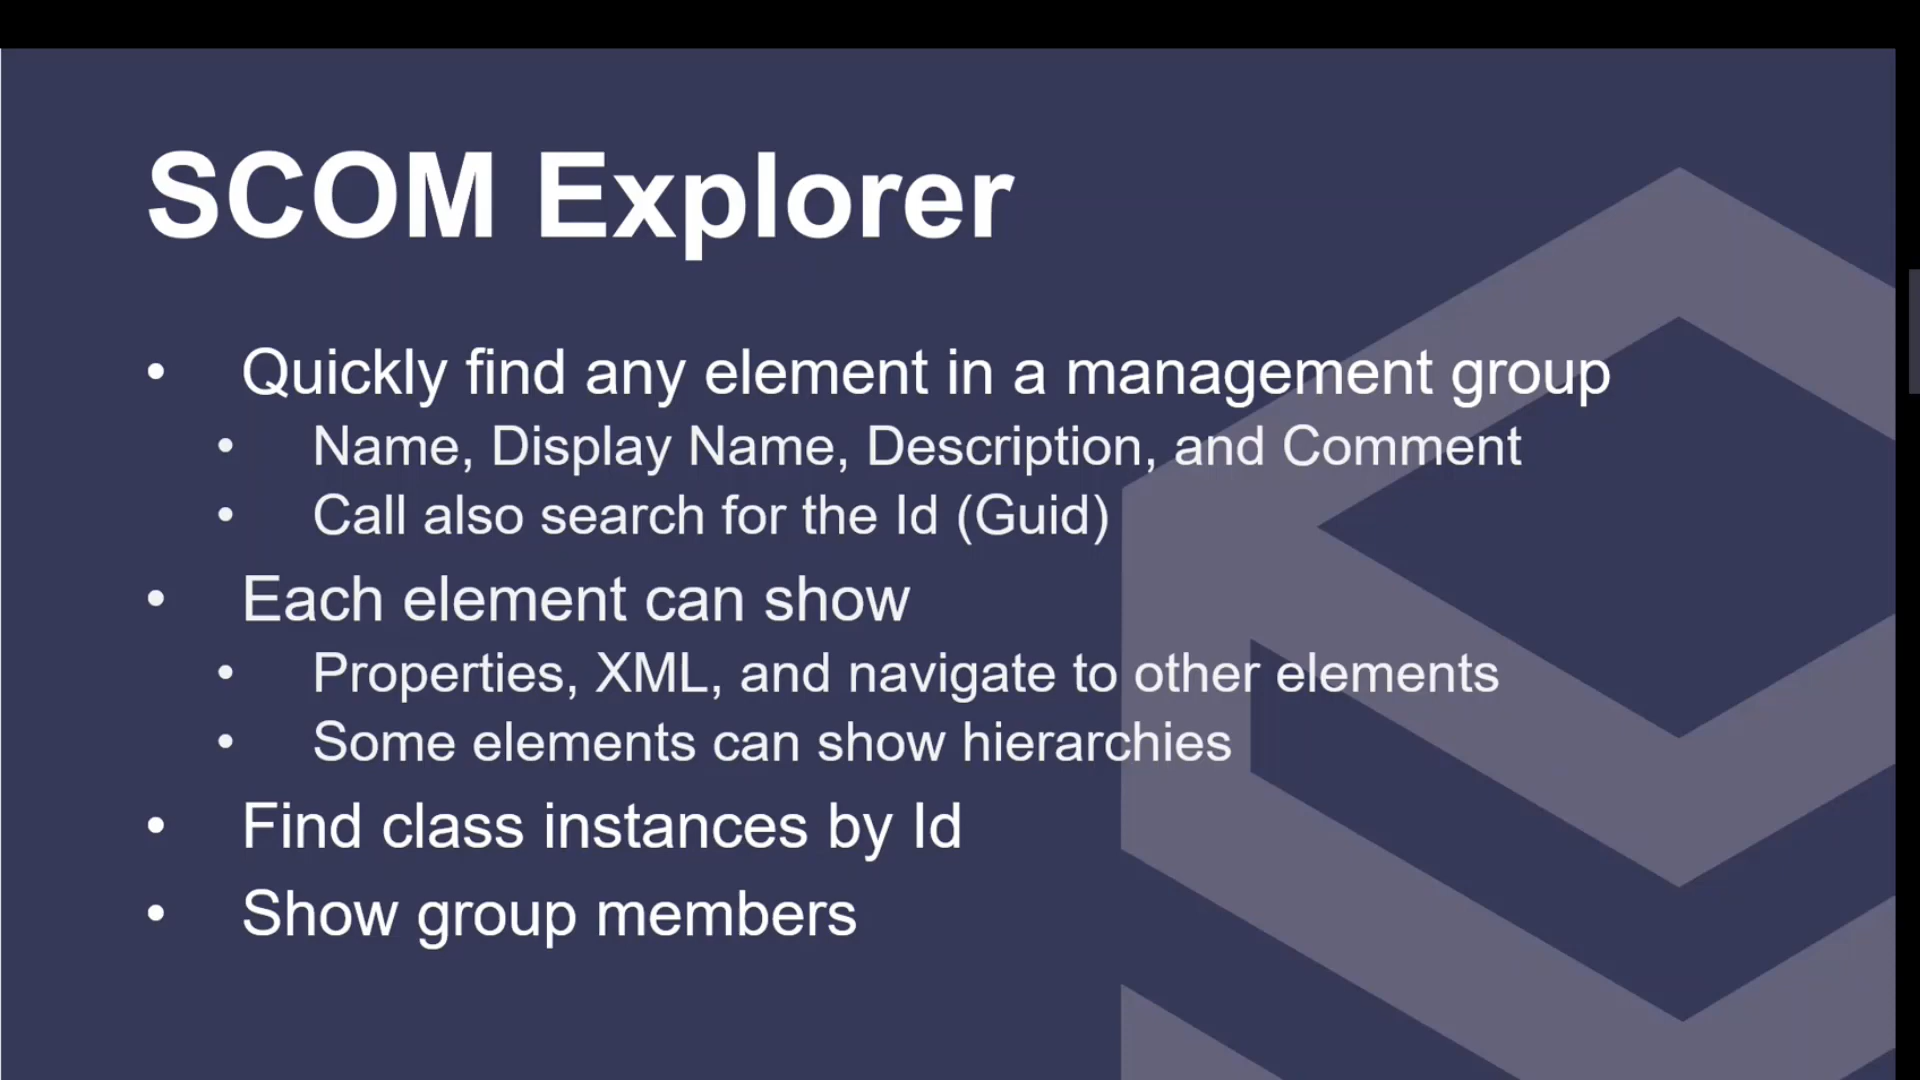 SCOM Explorer
• Quickly find any element in a management group
• Name, Display Name, Description, and Comment
• Call also search for the Id (Guid)
• Each element can show
• Properties, XML, and navigate to other elements
• Some elements can show hierarchies
• Find class instances by Id
• Show group members